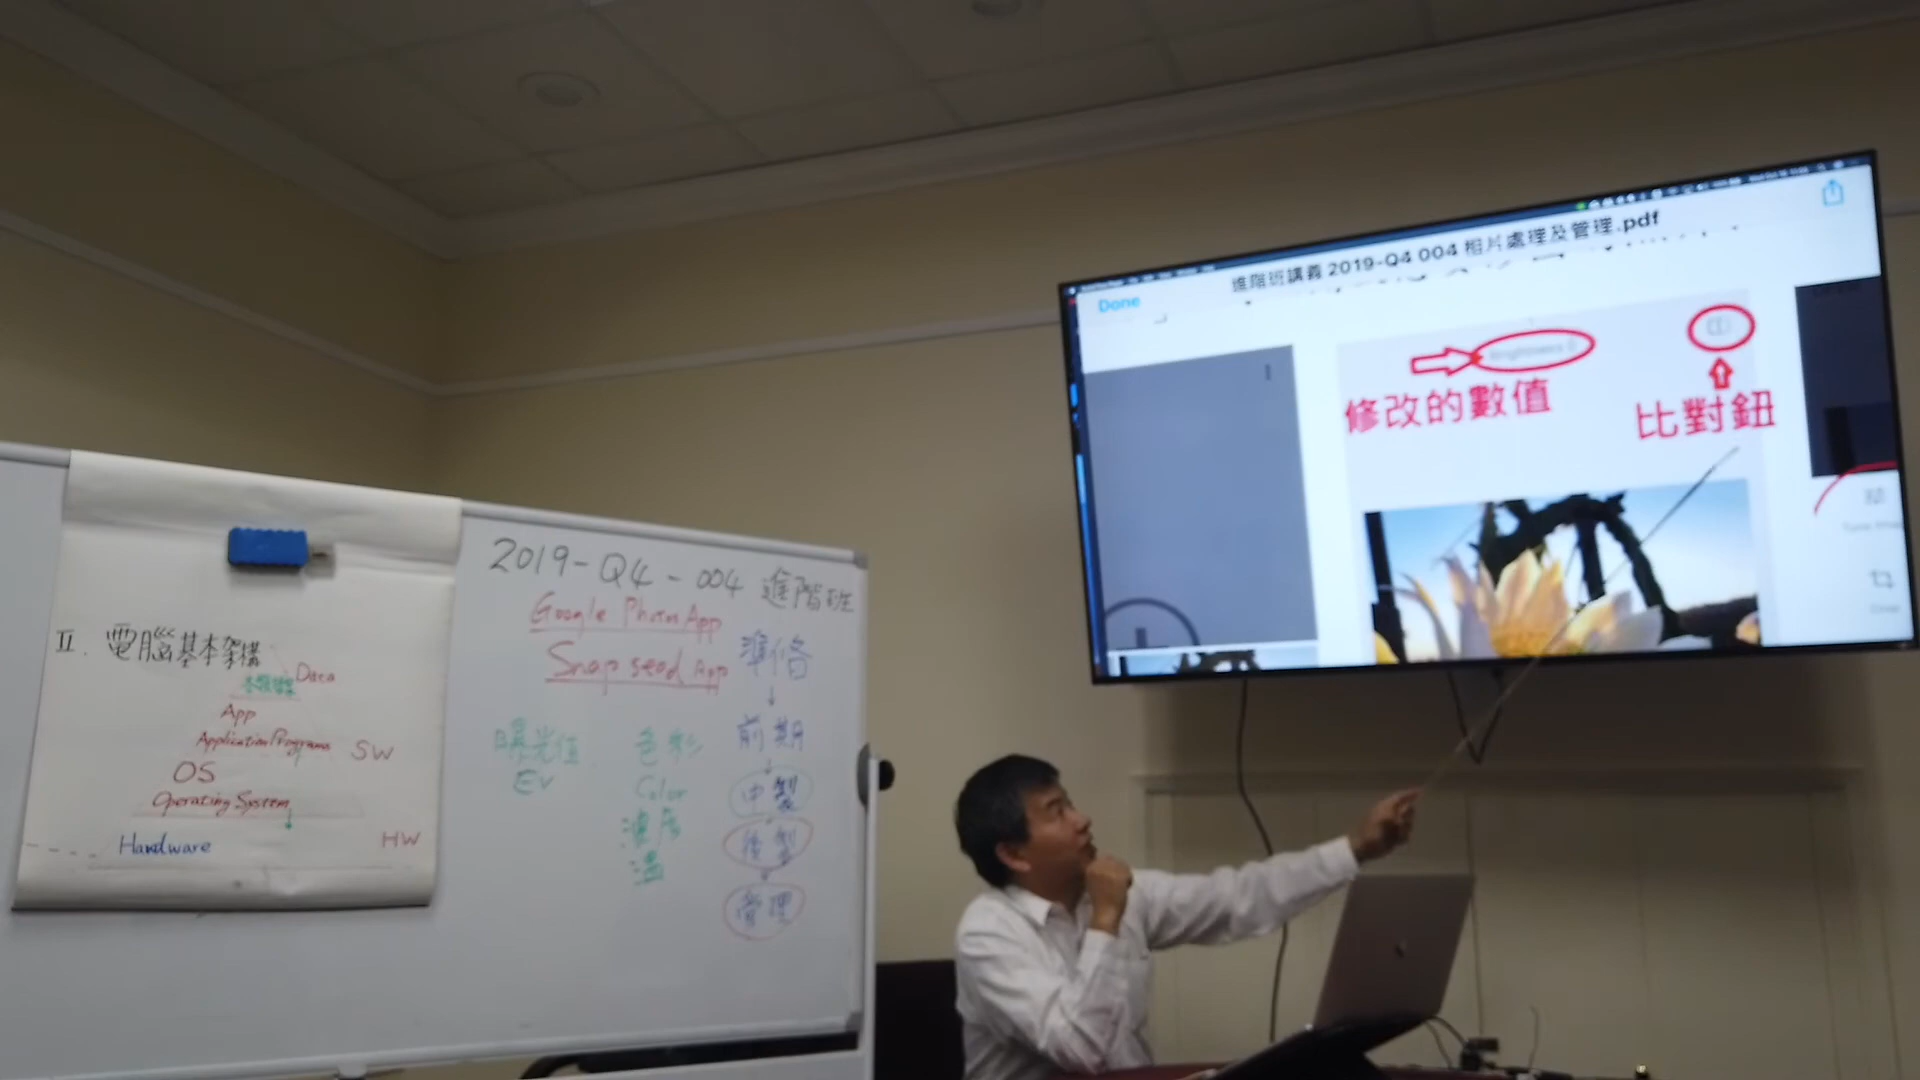 II. 電腦基本架構
Data
App
Application Programs SW
OS
Operating System
Hardware HW
2019-Q4-004 進階班
Google Photo App
Snapseed App
準備
↓
前期
↓
中製
後製
管理
曝光值
EV
色彩
Color
溫
進階班講義 2019-Q4 004 相片處理及管理.pdf
Done
Brightness 0
修改的數值
比對鈕